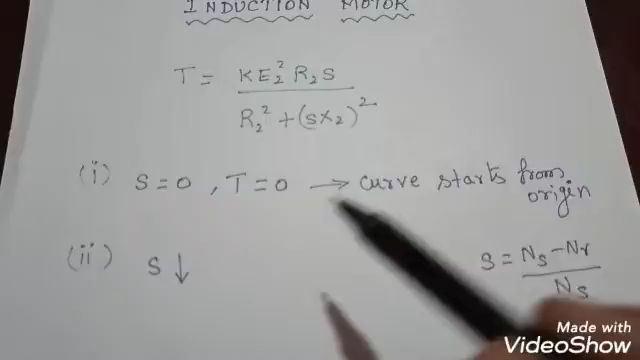 INDUCTION MOTOR
T = KE₂² R₂S / R₂² + (SX₂)²
(i) S = 0 , T = 0 → curve starts from origin
(ii) S ↓
S = Ns - Nr / Ns
Made with
VideoShow